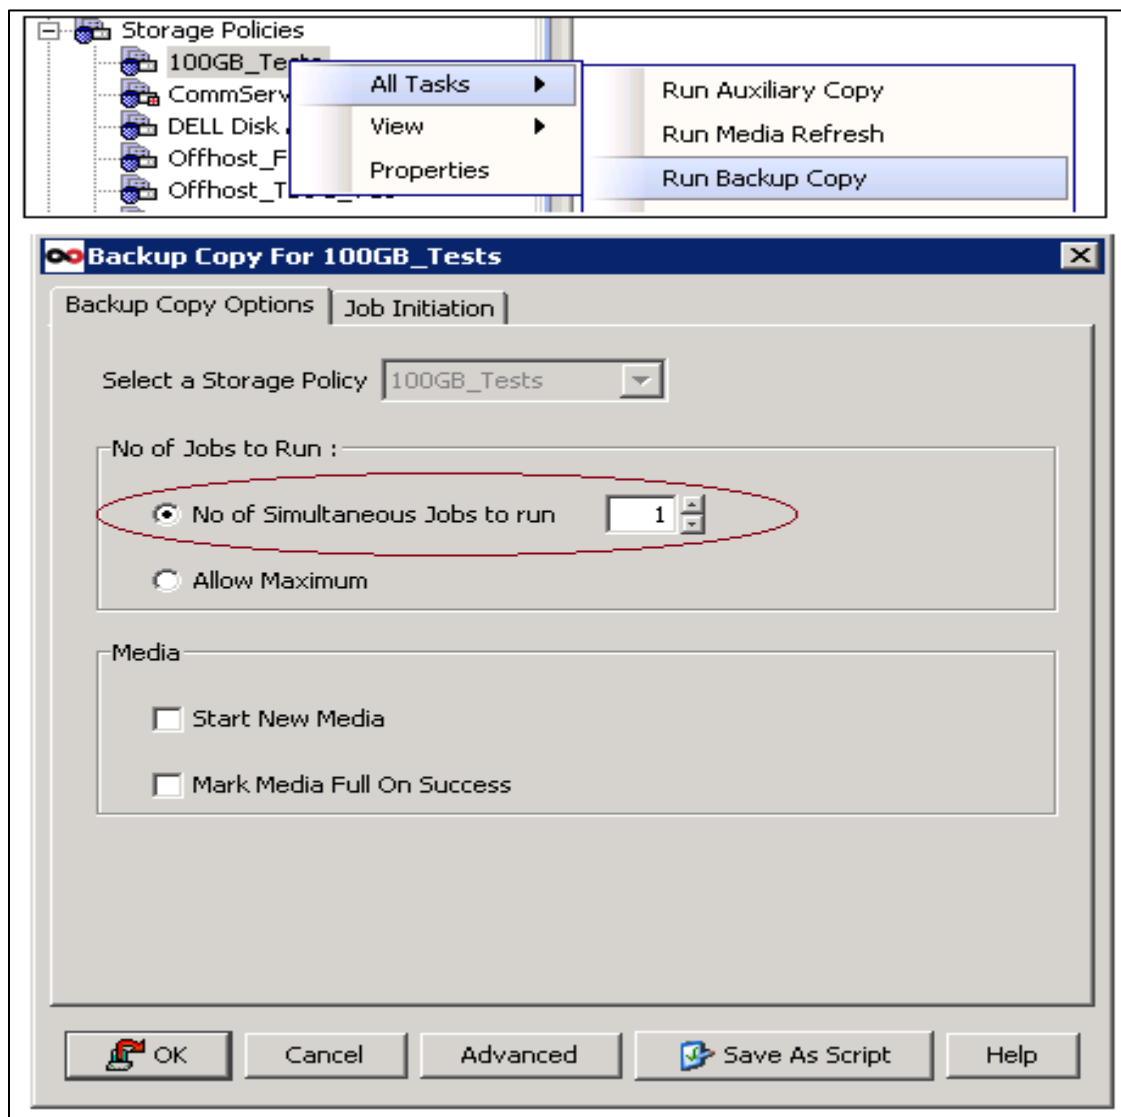 Storage Policies
100GB_Tests
CommServ
DELL Disk
Offhost_F
Offhost_T
All Tasks
View
Properties
Run Auxiliary Copy
Run Media Refresh
Run Backup Copy
Backup Copy For 100GB_Tests
Backup Copy Options
Job Initiation
Select a Storage Policy 100GB_Tests
No of Jobs to Run :
No of Simultaneous Jobs to run 1
Allow Maximum
Media
Start New Media
Mark Media Full On Success
OK Cancel Advanced Save As Script Help